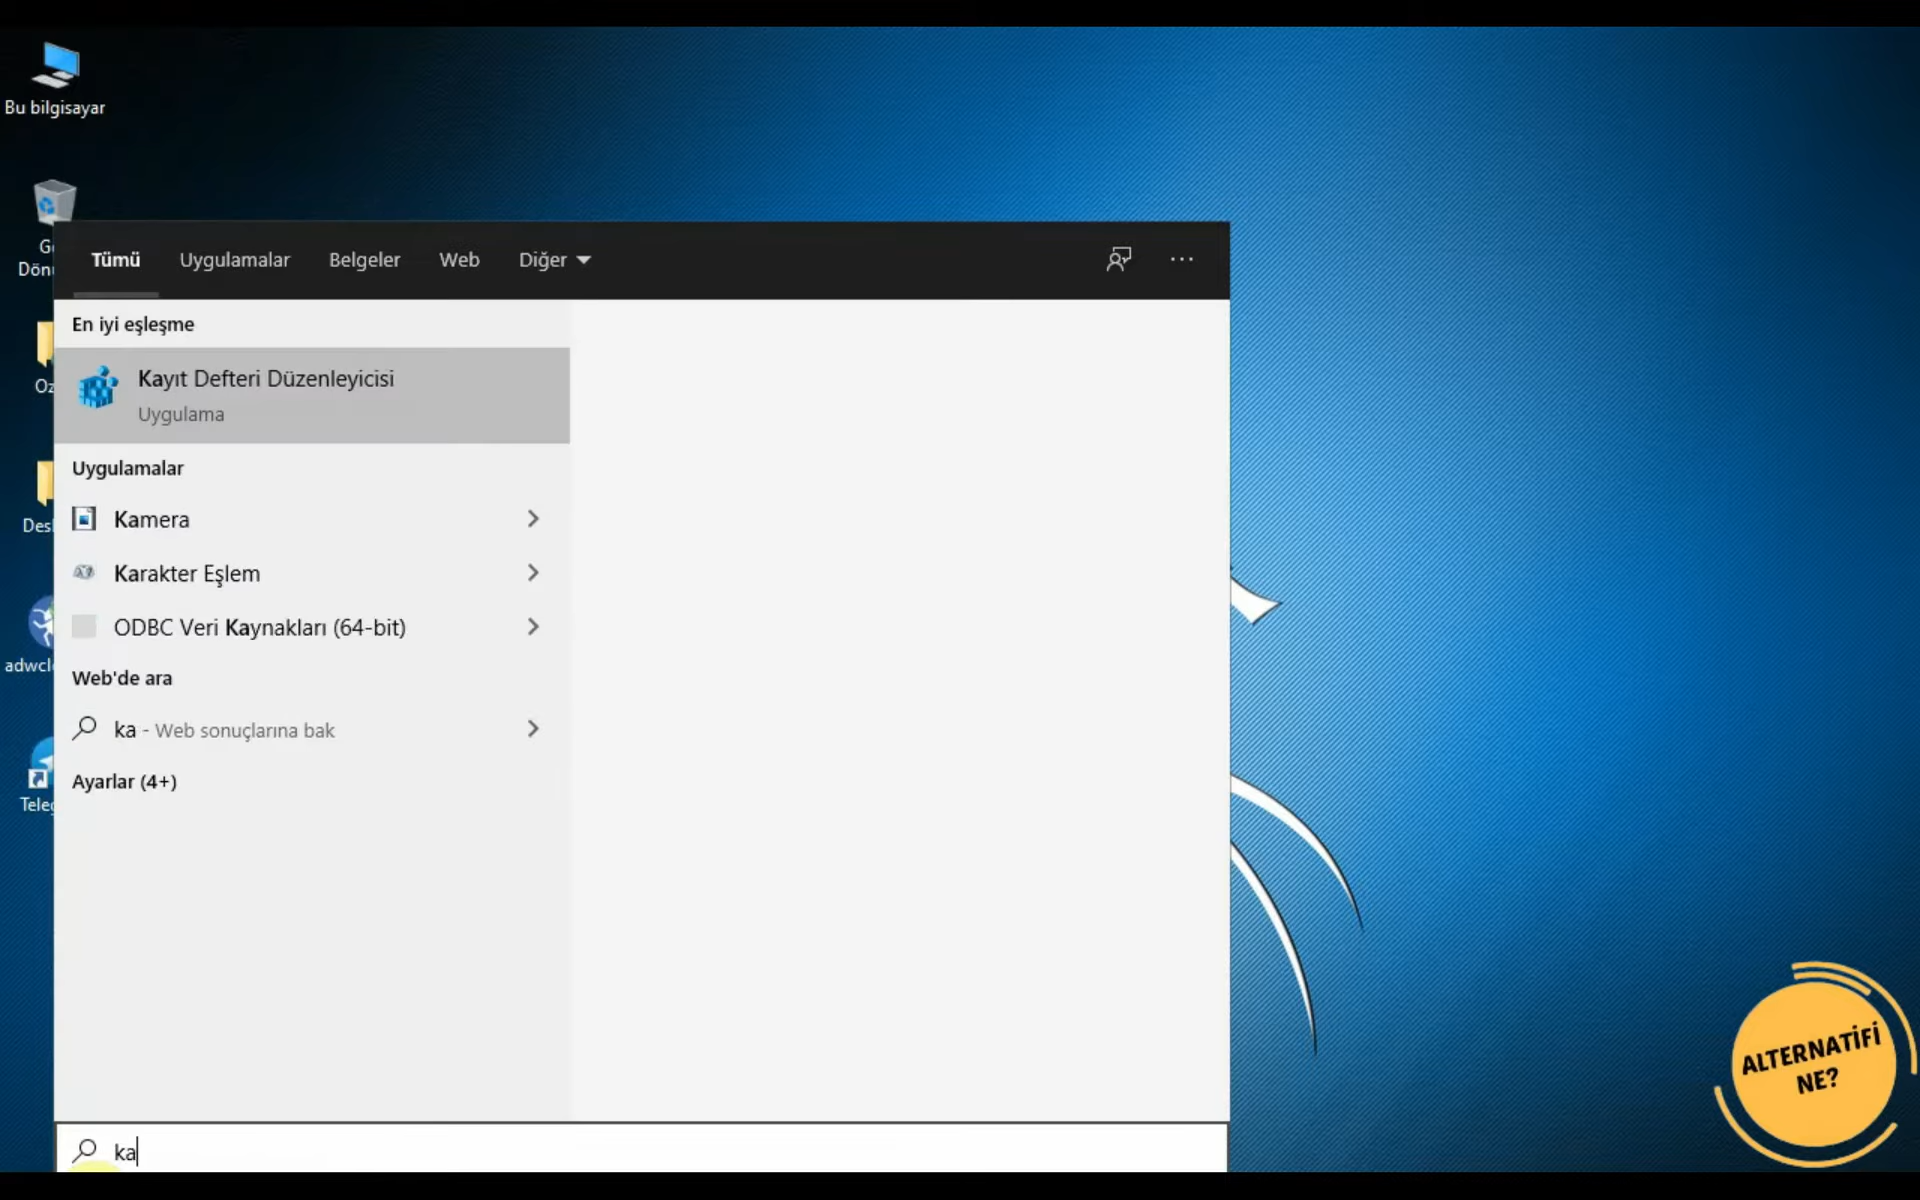 Bu bilgisayar
Tümü Uygulamalar Belgeler Web Diğer
En iyi eşleşme
Kayıt Defteri Düzenleyicisi
Uygulama
Uygulamalar
Kamera
Karakter Eşlem
ODBC Veri Kaynakları (64-bit)
Web'de ara
ka - Web sonuçlarına bak
Ayarlar (4+)
ka
ALTERNATİFİ
NE?